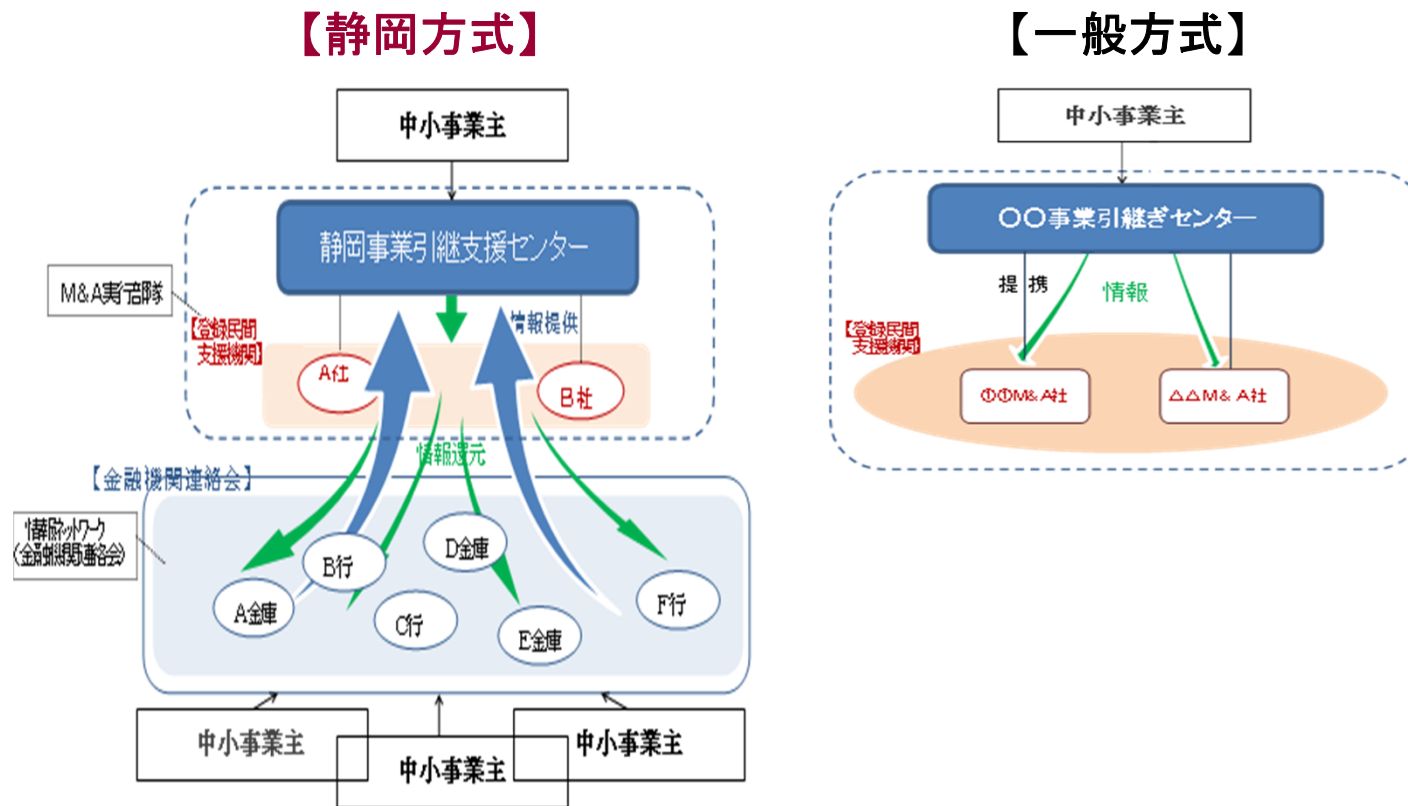 【静岡方式】
中小事業主
静岡事業引継支援センター
M&A実行部隊
【登録民間
支援機関】
情報提供
A社
B社
情報還元
【金融機関連絡会】
情報ネットワーク
(金融機関連絡会)
A金庫
B行
C行
D金庫
E金庫
F行
中小事業主
中小事業主
中小事業主
【一般方式】
中小事業主
〇〇事業引継ぎセンター
提携
情報
【登録民間
支援機関】
①①M&A社
△△M&A社